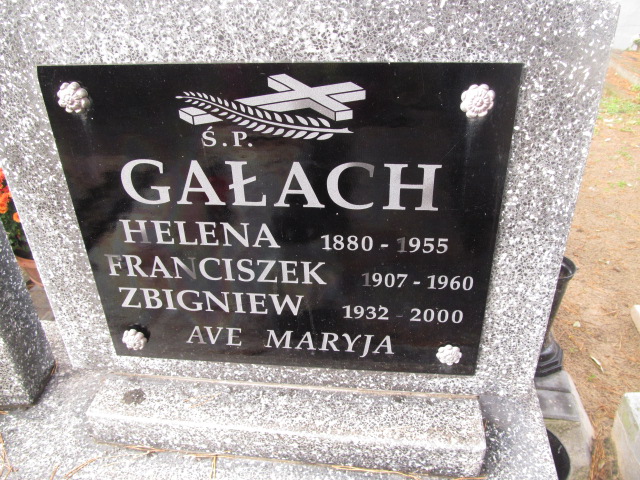 Ś.P.
GAŁACH
HELENA 1880 - 1955
FRANCISZEK 1907 - 1960
ZBIGNIEW 1932 - 2000
AVE MARYJA